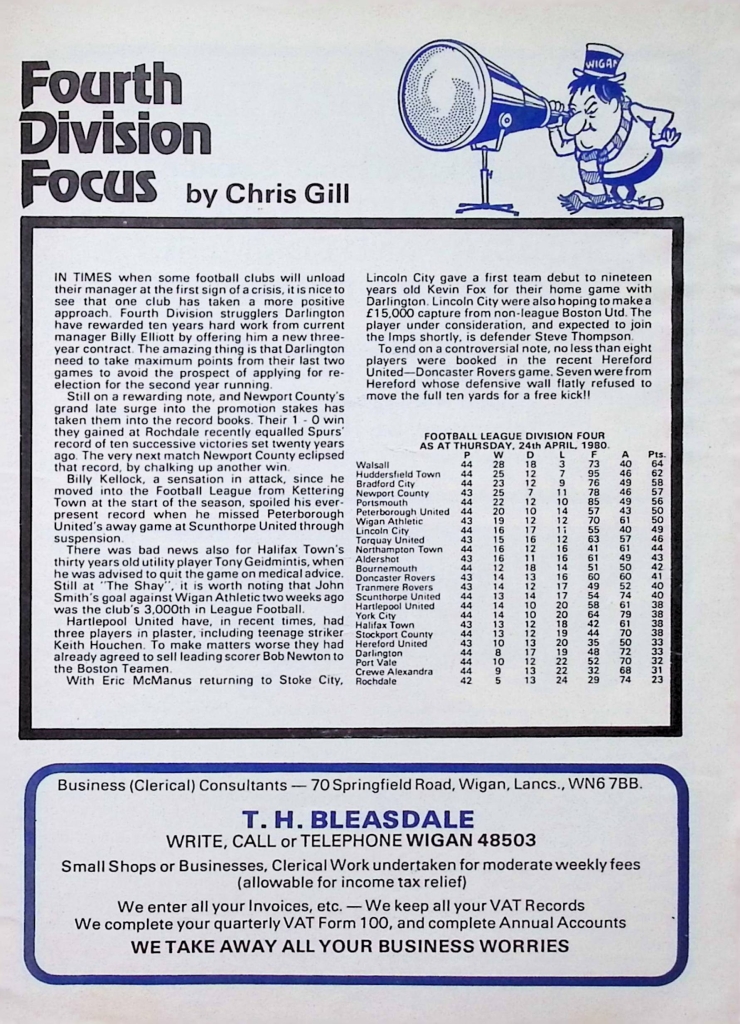 Fourth
Division
Focus by Chris Gill
WIGAN
IN TIMES when some football clubs will unload
their manager at the first sign of a crisis, it is nice to
see that one club has taken a more positive
approach. Fourth Division strugglers Darlington
have rewarded ten years hard work from current
manager Billy Elliott by offering him a new three-
year contract. The amazing thing is that Darlington
need to take maximum points from their last two
games to avoid the prospect of applying for re-
election for the second year running.
Still on a rewarding note, and Newport County's
grand late surge into the promotion stakes has
taken them into the record books. Their 1 - 0 win
they gained at Rochdale recently equalled Spurs'
record of ten successive victories set twenty years
ago. The very next match Newport County eclipsed
that record, by chalking up another win.
Billy Kellock, a sensation in attack, since he
moved into the Football League from Kettering
Town at the start of the season, spoiled his ever-
present record when he missed Peterborough
United's away game at Scunthorpe United through
suspension.
There was bad news also for Halifax Town's
thirty years old utility player Tony Geidmintis, when
he was advised to quit the game on medical advice.
Still at "The Shay", it is worth noting that John
Smith's goal against Wigan Athletic two weeks ago
was the club's 3,000th in League Football.
Hartlepool United have, in recent times, had
three players in plaster, including teenage striker
Keith Houchen. To make matters worse they had
already agreed to sell leading scorer Bob Newton to
the Boston Teamen.
With Eric McManus returning to Stoke City,
Lincoln City gave a first team debut to nineteen
years old Kevin Fox for their home game with
Darlington. Lincoln City were also hoping to make a
£15,000 capture from non-league Boston Utd. The
player under consideration, and expected to join
the Imps shortly, is defender Steve Thompson.
To end on a controversial note, no less than eight
players were booked in the recent Hereford
United—Doncaster Rovers game. Seven were from
Hereford whose defensive wall flatly refused to
move the full ten yards for a free kick!!
FOOTBALL LEAGUE DIVISION FOUR
AS AT THURSDAY, 24th APRIL, 1980.
P W D L F A Pts.
Walsall 44 28 18 3 73 40 64
Huddersfield Town 44 25 12 7 95 46 62
Bradford City 44 23 12 9 76 49 58
Newport County 43 25 7 11 78 46 57
Portsmouth 44 22 12 10 85 49 56
Peterborough United 44 20 10 14 57 43 50
Wigan Athletic 43 19 12 12 70 61 50
Lincoln City 44 16 17 11 55 40 49
Torquay United 43 15 16 12 63 57 46
Northampton Town 44 16 12 16 41 61 44
Aldershot 43 16 11 16 61 49 43
Bournemouth 44 12 18 14 51 50 42
Doncaster Rovers 43 14 13 16 60 60 41
Tranmere Rovers 43 14 12 17 49 52 40
Scunthorpe United 44 13 14 17 54 74 40
Hartlepool United 44 14 10 20 58 61 38
York City 44 14 10 20 64 79 38
Halifax Town 43 13 12 18 42 61 38
Stockport County 44 13 12 19 44 70 38
Hereford United 43 10 13 20 35 50 33
Darlington 44 8 17 19 48 72 33
Port Vale 44 10 12 22 52 70 32
Crewe Alexandra 44 9 13 22 32 68 31
Rochdale 42 5 13 24 29 74 23
Business (Clerical) Consultants — 70 Springfield Road, Wigan, Lancs., WN6 7BB.
T. H. BLEASDALE
WRITE, CALL or TELEPHONE WIGAN 48503
Small Shops or Businesses, Clerical Work undertaken for moderate weekly fees
(allowable for income tax relief)
We enter all your Invoices, etc. — We keep all your VAT Records
We complete your quarterly VAT Form 100, and complete Annual Accounts
WE TAKE AWAY ALL YOUR BUSINESS WORRIES